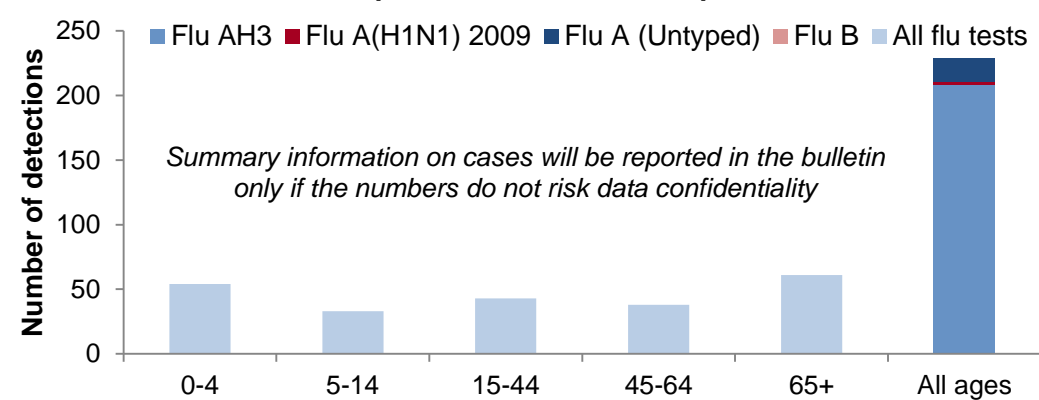 250
Flu AH3 Flu A(H1N1) 2009 Flu A (Untyped) Flu B All flu tests
200
150
100
50
0
Number of detections
Summary information on cases will be reported in the bulletin
only if the numbers do not risk data confidentiality
0-4 5-14 15-44 45-64 65+ All ages